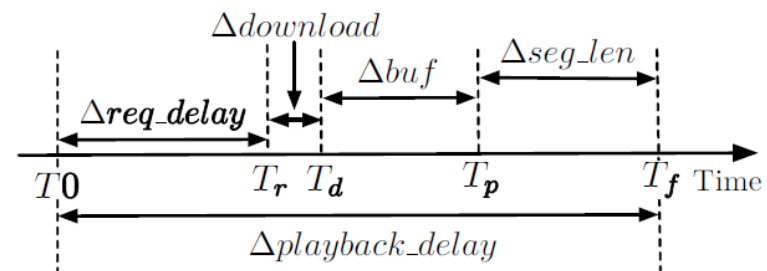 Δdownload
Δseg_len
Δbuf
Δreq_delay
T0 Tr Td Tp Tf Time
Δplayback_delay